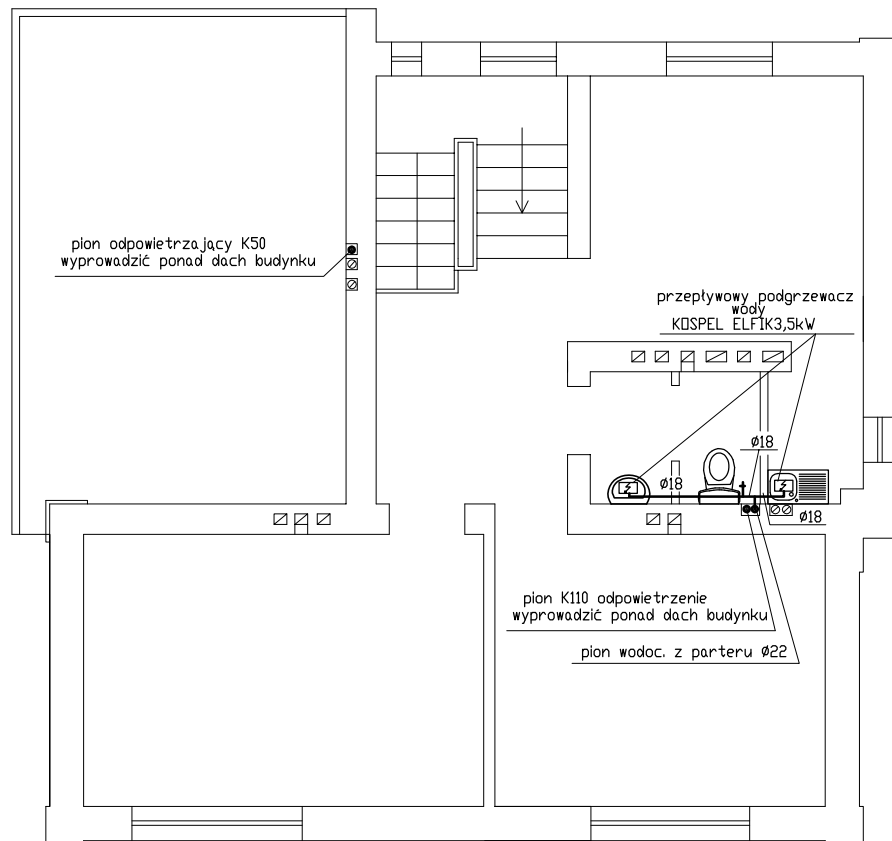 pion odpowietrzający K50
wyprowadzić ponad dach budynku
przepływowy podgrzewacz
wody
KOSPEL ELFIK3,5kW
ø18
ø18
ø18
pion K110 odpowietrzenie
wyprowadzić ponad dach budynku
pion wodoc. z parteru ø22